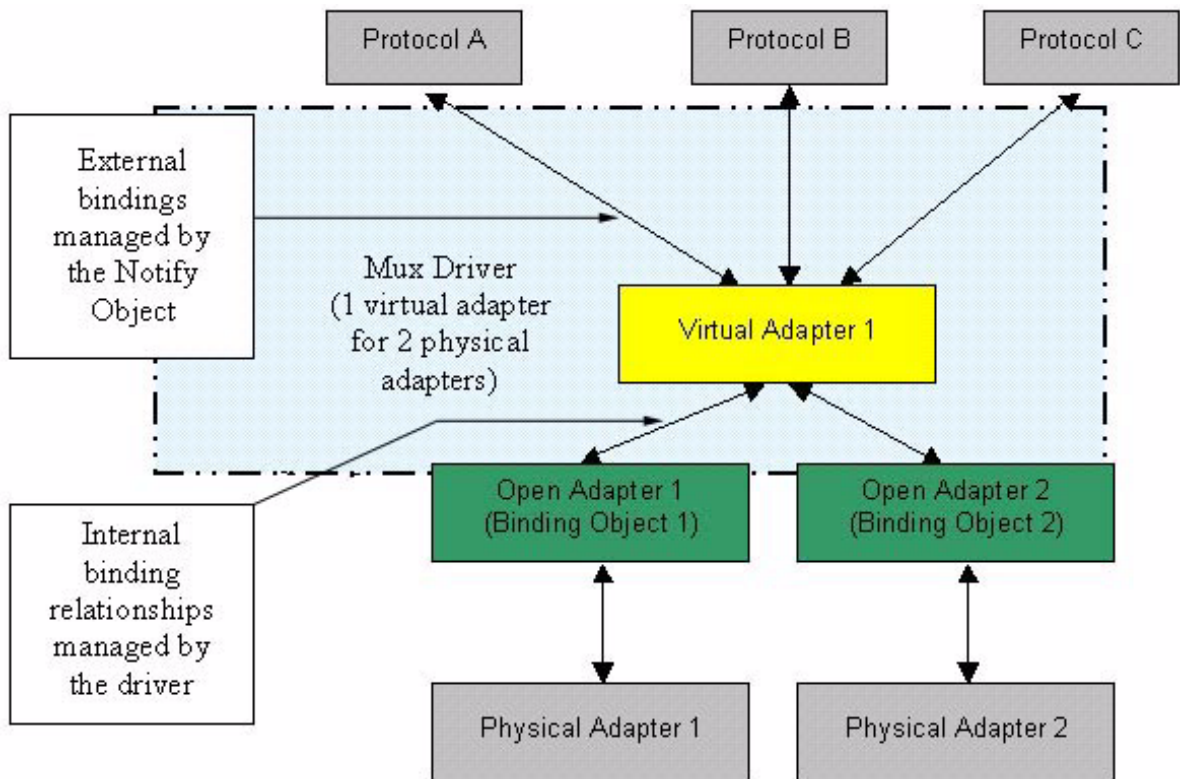 Protocol A
Protocol B
Protocol C
External
bindings
managed by
the Notify
Object
Mux Driver
(1 virtual adapter
for 2 physical
adapters)
Virtual Adapter 1
Open Adapter 1
(Binding Object 1)
Open Adapter 2
(Binding Object 2)
Internal
binding
relationships
managed by
the driver
Physical Adapter 1
Physical Adapter 2